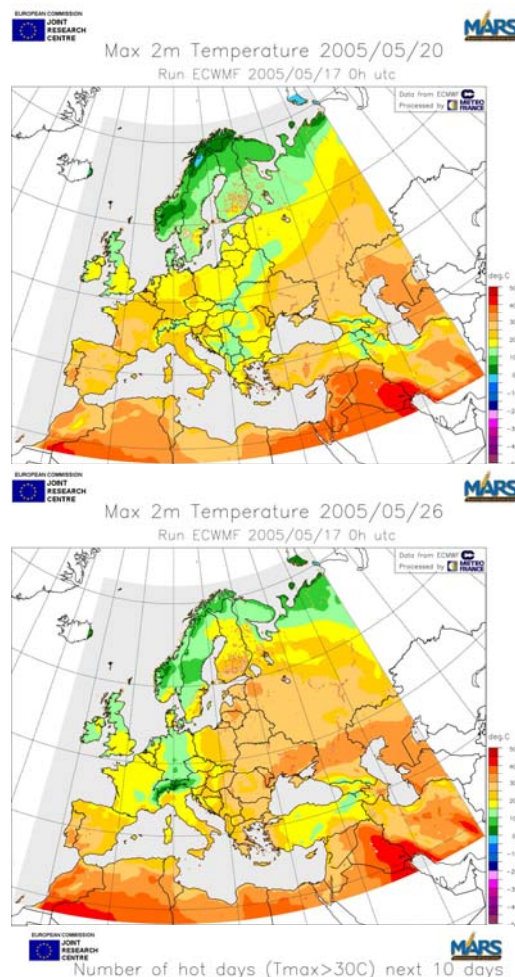 EUROPEAN COMMISSION
JOINT
RESEARCH
CENTRE
MARS
Max 2m Temperature 2005/05/20
Run ECWMF 2005/05/17 0h utc
Data from ECMWF
Processed by METEO FRANCE
deg.C
EUROPEAN COMMISSION
JOINT
RESEARCH
CENTRE
MARS
Max 2m Temperature 2005/05/26
Run ECWMF 2005/05/17 0h utc
Data from ECMWF
Processed by METEO FRANCE
deg.C
EUROPEAN COMMISSION
JOINT
RESEARCH
CENTRE
MARS
Number of hot days (Tmax>30C) next 10 days